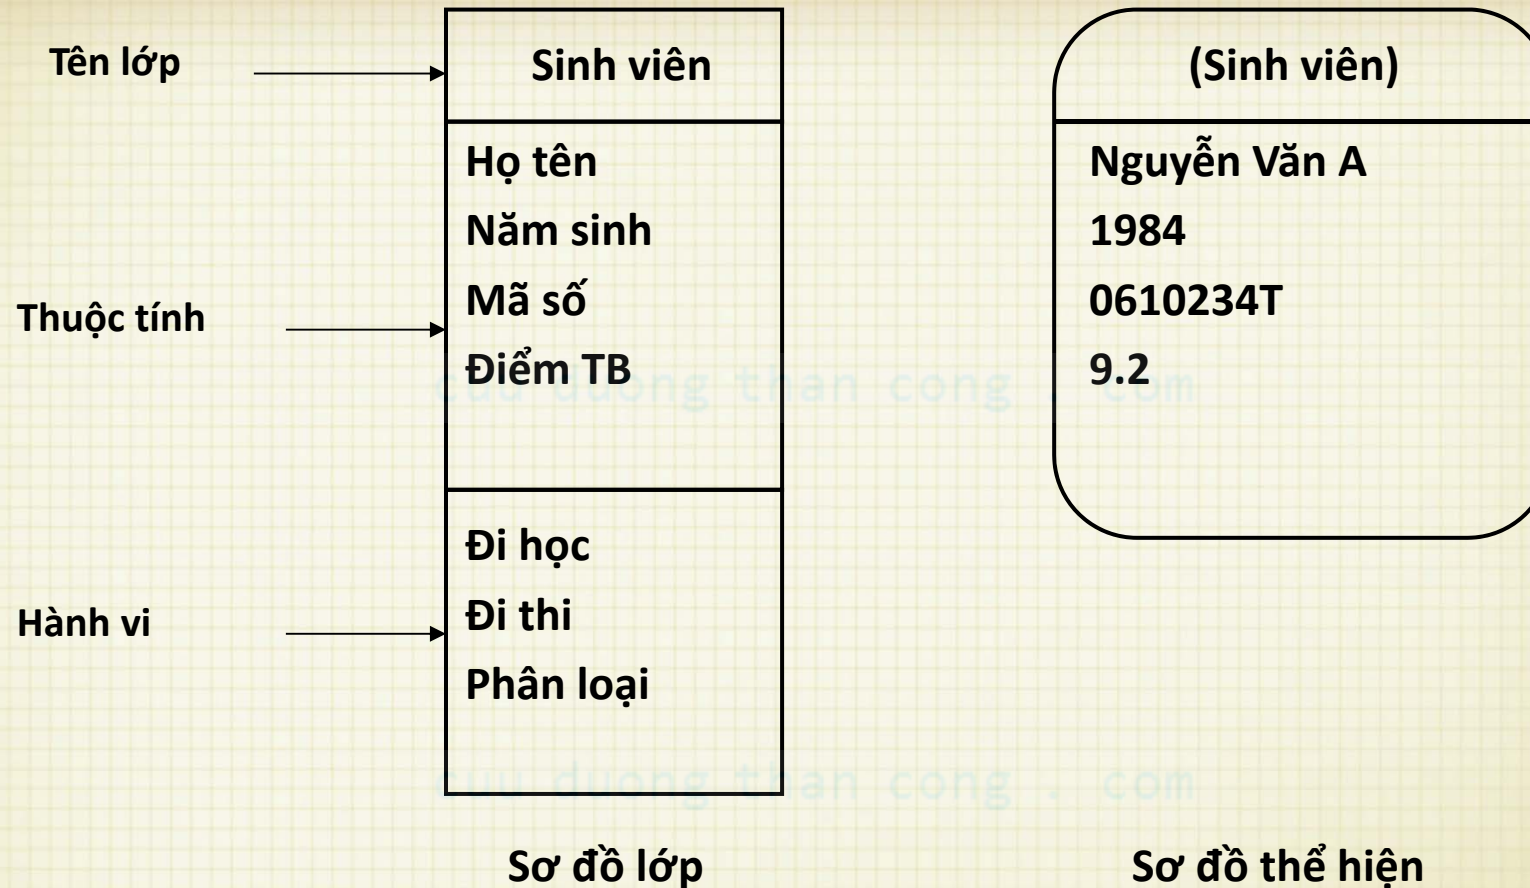 Tên lớp
Sinh viên
Thuộc tính
Họ tên
Năm sinh
Mã số
Điểm TB
Hành vi
Đi học
Đi thi
Phân loại
Sơ đồ lớp
(Sinh viên)
Nguyễn Văn A
1984
0610234T
9.2
Sơ đồ thể hiện
cuu duong than cong . com
cuu duong than cong . com